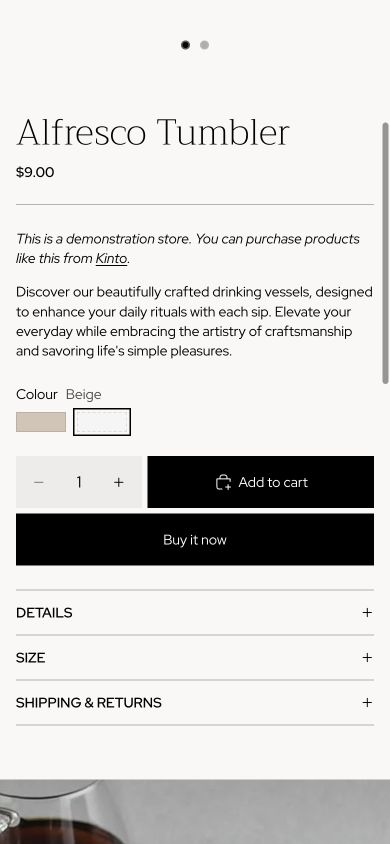 Alfresco Tumbler
$9.00
This is a demonstration store. You can purchase products
like this from Kinto.
Discover our beautifully crafted drinking vessels, designed
to enhance your daily rituals with each sip. Elevate your
everyday while embracing the artistry of craftsmanship
and savoring life's simple pleasures.
Colour Beige
− 1 + Add to cart
Buy it now
DETAILS +
SIZE +
SHIPPING & RETURNS +